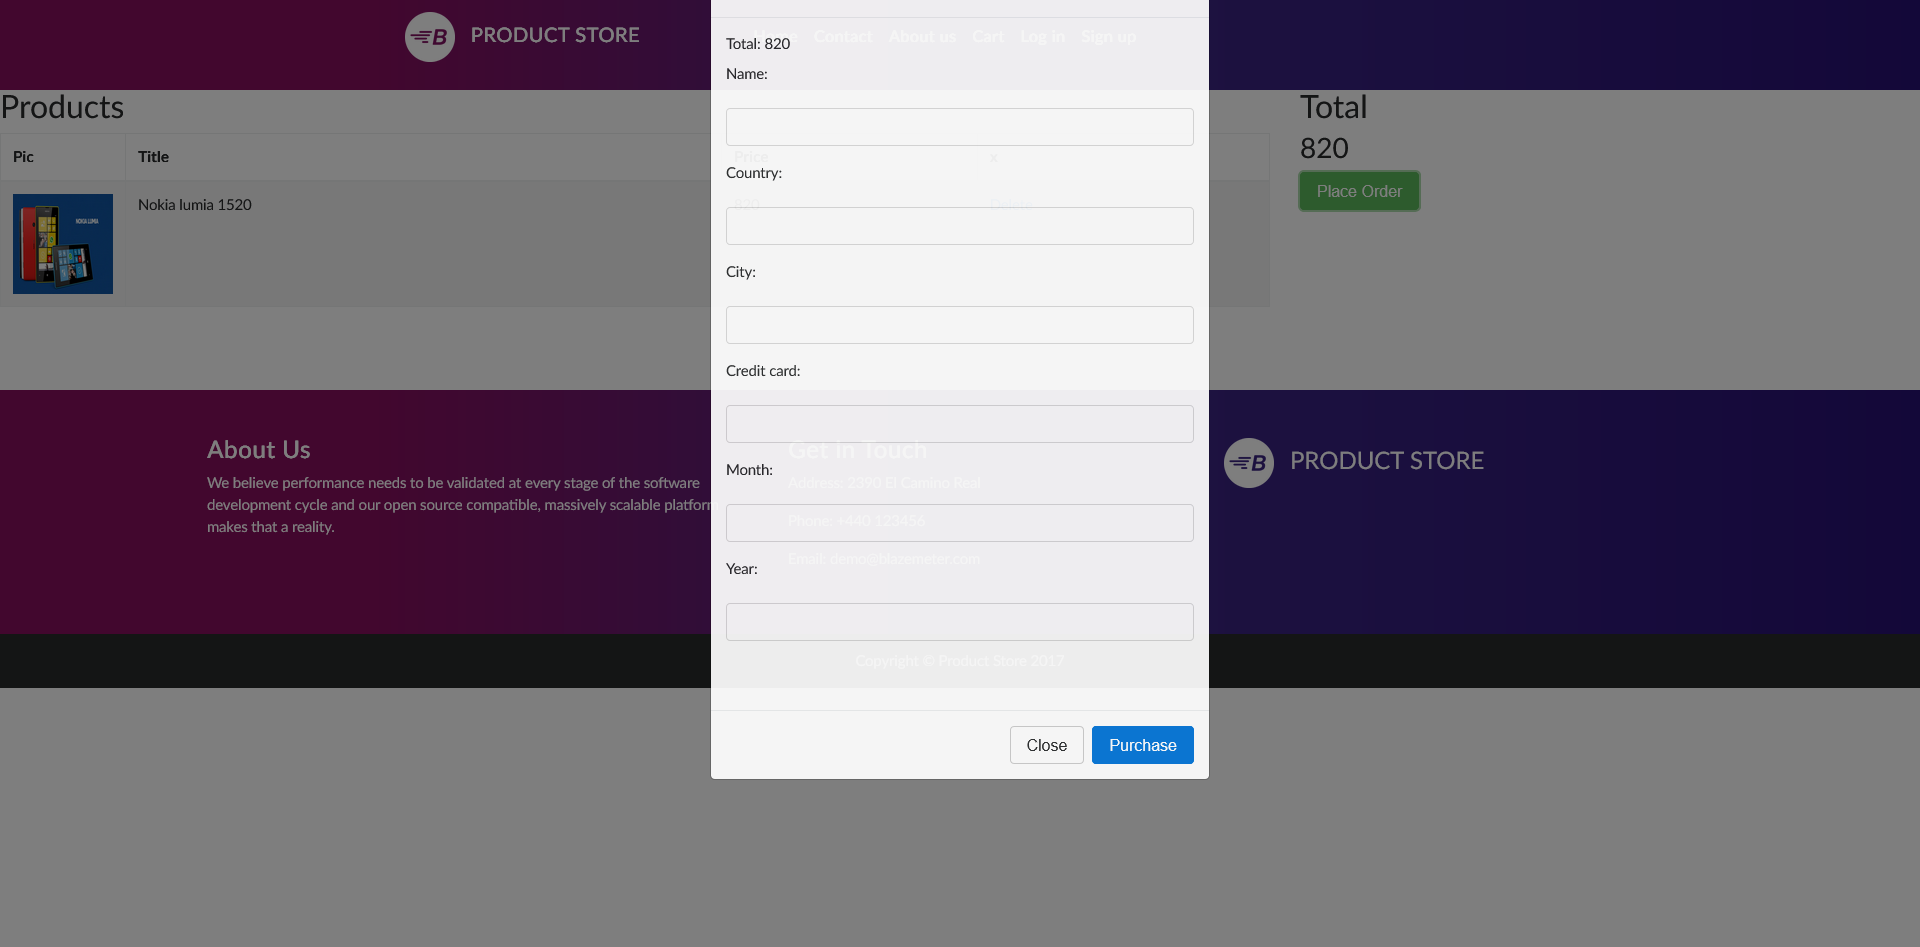 PRODUCT STORE
Home Contact About us Cart Log in Sign up
Total: 820
Name:
Products
Total
820
Pic Title Price x
Place Order
Country:
Nokia lumia 1520 820 Delete
NOKIA LUMIA
City:
Credit card:
About Us
We believe performance needs to be validated at every stage of the software
development cycle and our open source compatible, massively scalable platform
makes that a reality.
Get in Touch
Address: 2390 El Camino Real
Phone: +440 123456
Email: demo@blazemeter.com
PRODUCT STORE
Month:
Year:
Copyright © Product Store 2017
Close Purchase